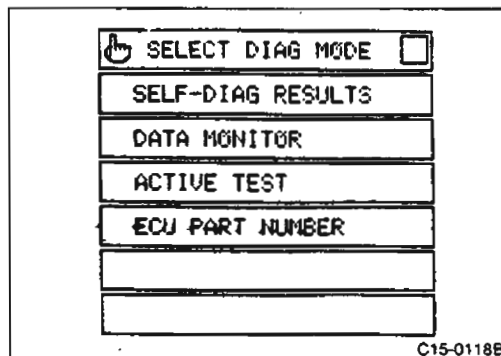 SELECT DIAG MODE
SELF-DIAG RESULTS
DATA MONITOR
ACTIVE TEST
ECU PART NUMBER
C15-0118B